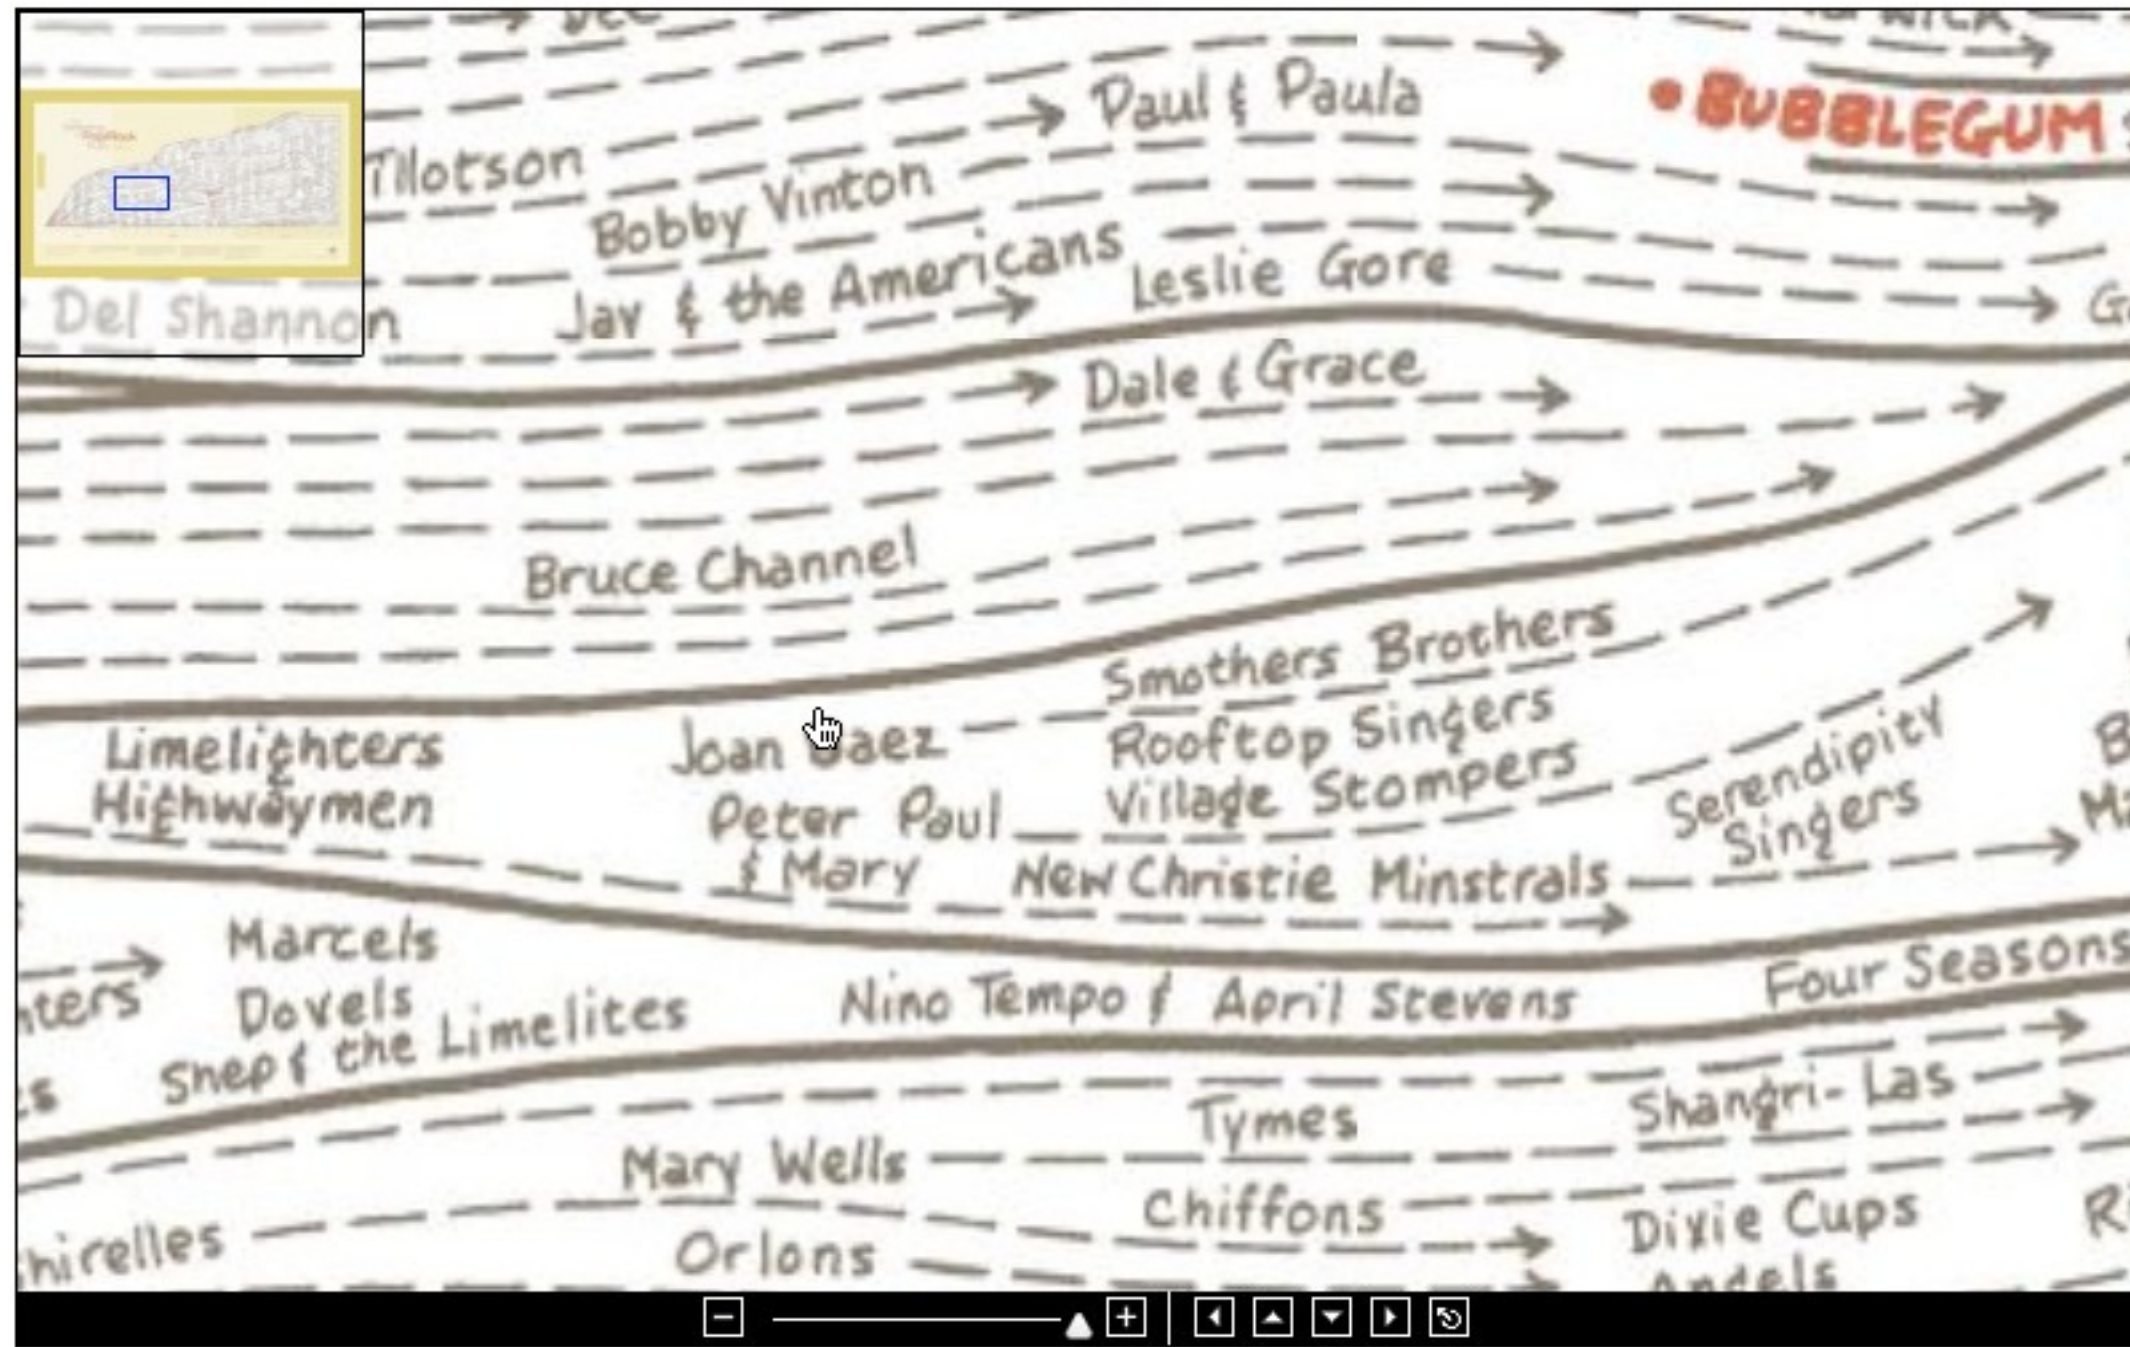 Tillotson
Paul & Paula
• BUBBLEGUM
Bobby Vinton
Jay & the Americans
Leslie Gore
Del Shannon
Dale & Grace
Bruce Channel
Smothers Brothers
Joan Baez
Rooftop Singers
Limelighters
Highwaymen
Peter Paul
& Mary
Village Stompers
New Christie Minstrals
Serendipity
Singers
Marcels
Dovels
Shep & the Limelites
Nino Tempo & April Stevens
Four Seasons
Tymes
Shangri-Las
Mary Wells
Chiffons
Dixie Cups
hirelles
Orlons
Angels